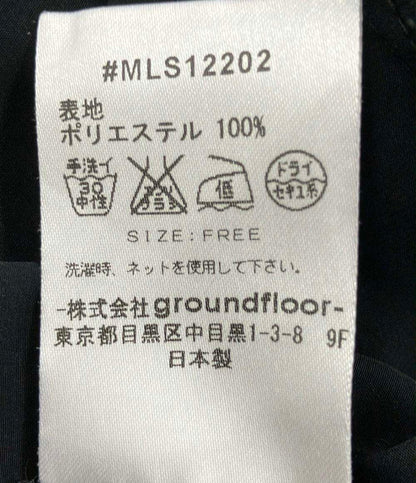 #MLS12202
表地
ポリエステル 100%
手洗イ 30 中性 エンソ サラシ 低 ドライ セキユ系
SIZE:FREE
洗濯時、ネットを使用して下さい。
-株式会社groundfloor-
東京都目黒区中目黒1-3-8 9F
日本製